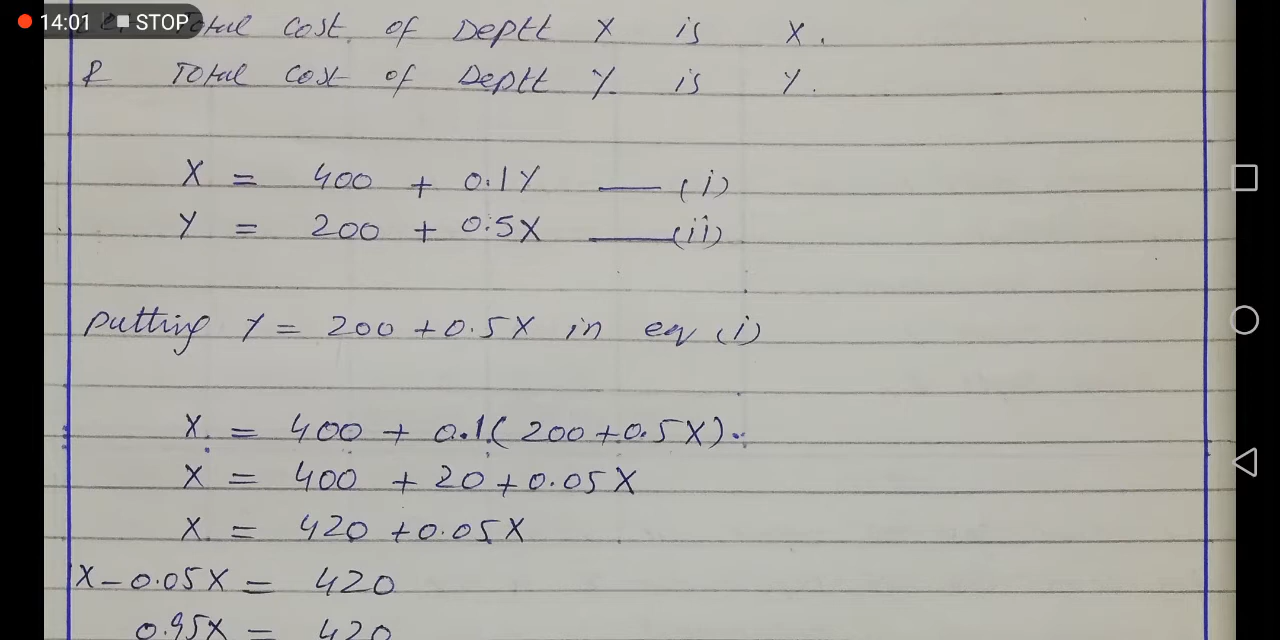 14:01 STOP
Total cost of Deptt X is X.
& Total cost of Deptt Y is Y.
X = 400 + 0.1Y —— (i)
Y = 200 + 0.5X —— (ii)
Putting Y = 200 + 0.5X in eq (i)
X = 400 + 0.1(200 + 0.5X).
X = 400 + 20 + 0.05X
X = 420 + 0.05X
X - 0.05X = 420
0.95X = 420